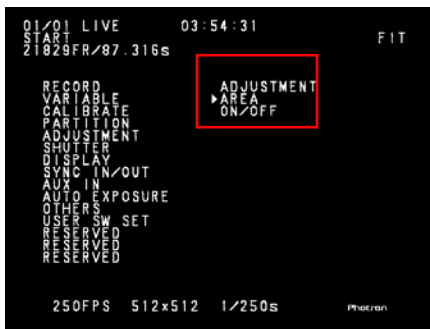 01/01 LIVE 03:54:31
START FIT
21829FR/87.316s
RECORD ADJUSTMENT
VARIABLE ▶AREA
CALIBRATE ON/OFF
PARTITION
ADJUSTMENT
SHUTTER
DISPLAY
SYNC IN/OUT
AUX IN
AUTO EXPOSURE
OTHERS
USER SW SET
RESERVED
RESERVED
RESERVED
250FPS 512x512 1/250s Photron